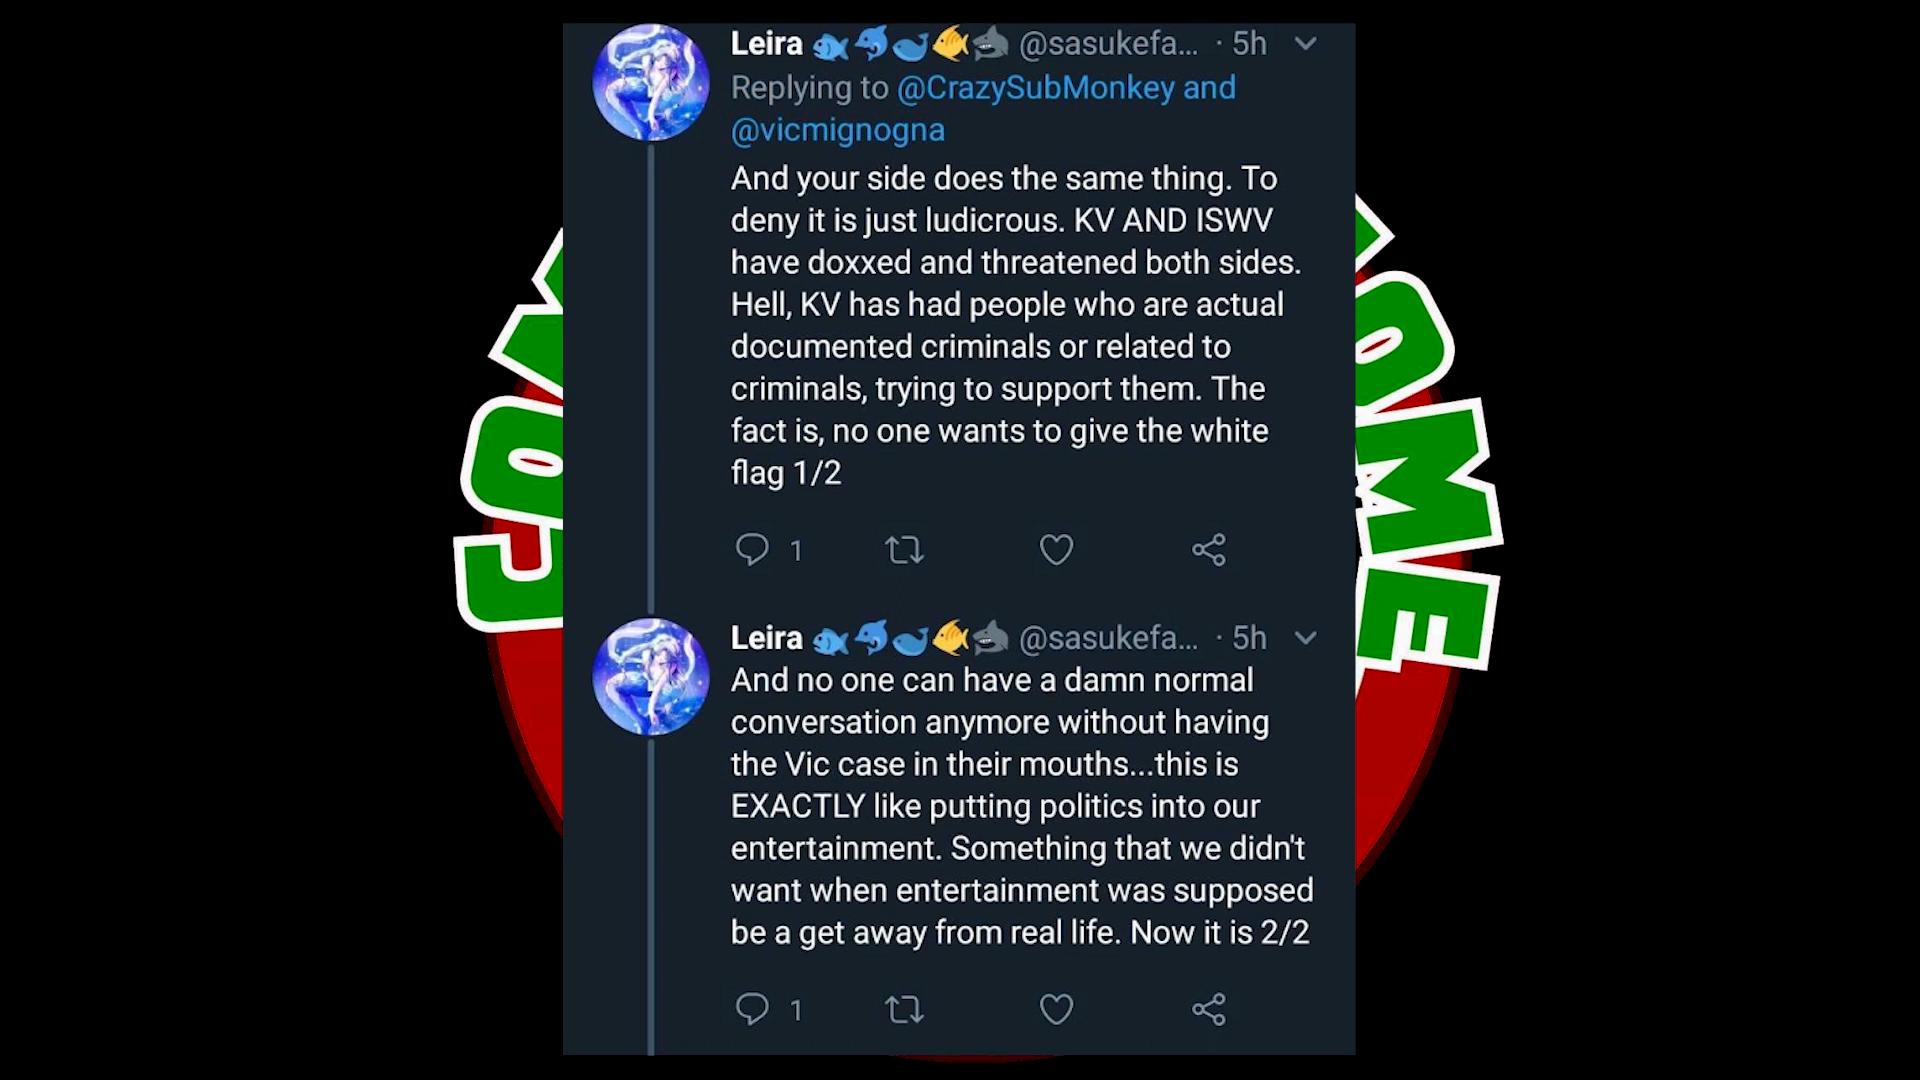 Leira 🐟🐬🐋🐠🦈 @sasukefa... · 5h
Replying to @CrazySubMonkey and
@vicmignogna
And your side does the same thing. To
deny it is just ludicrous. KV AND ISWV
have doxxed and threatened both sides.
Hell, KV has had people who are actual
documented criminals or related to
criminals, trying to support them. The
fact is, no one wants to give the white
flag 1/2
1
Leira 🐟🐬🐋🐠🦈 @sasukefa... · 5h
And no one can have a damn normal
conversation anymore without having
the Vic case in their mouths...this is
EXACTLY like putting politics into our
entertainment. Something that we didn't
want when entertainment was supposed
be a get away from real life. Now it is 2/2
1